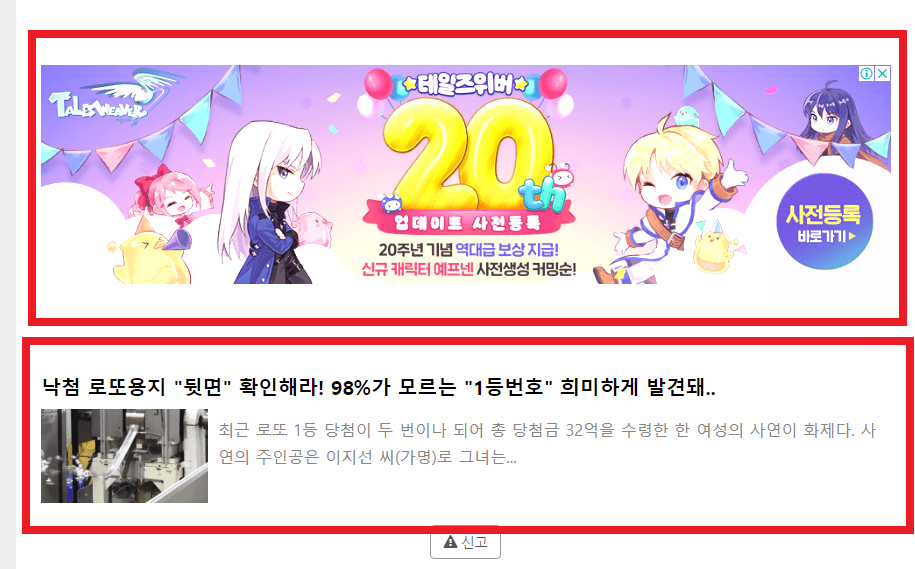 TALESWEAVER
테일즈위버
20th
업데이트 사전등록
20주년 기념 역대급 보상 지급!
신규 캐릭터 예프넨 사전생성 커밍순!
사전등록
바로가기
낙첨 로또용지 "뒷면" 확인해라! 98%가 모르는 "1등번호" 희미하게 발견돼..
최근 로또 1등 당첨이 두 번이나 되어 총 당첨금 32억을 수령한 한 여성의 사연이 화제다. 사
연의 주인공은 이지선 씨(가명)로 그녀는...
신고